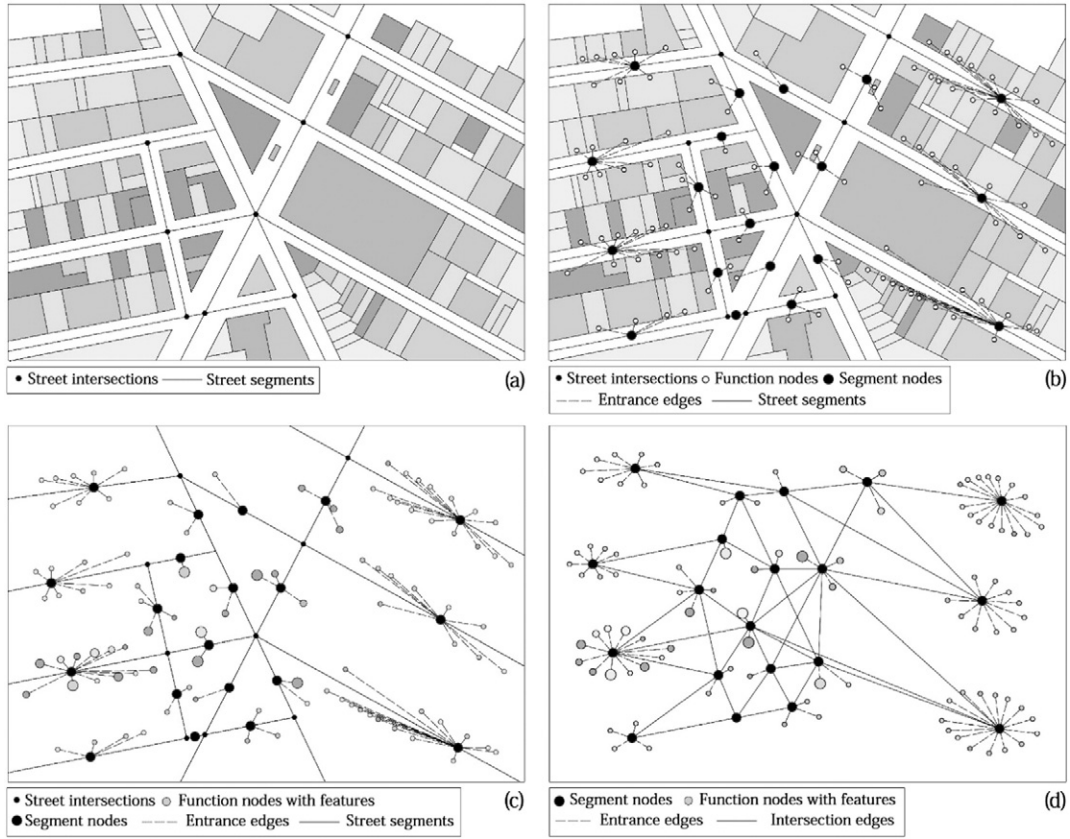 Street intersections Street segments (a)
Street intersections Function nodes Segment nodes (b)
Entrance edges Street segments
Street intersections Function nodes with features (c)
Segment nodes Entrance edges Street segments
Segment nodes Function nodes with features (d)
Entrance edges Intersection edges